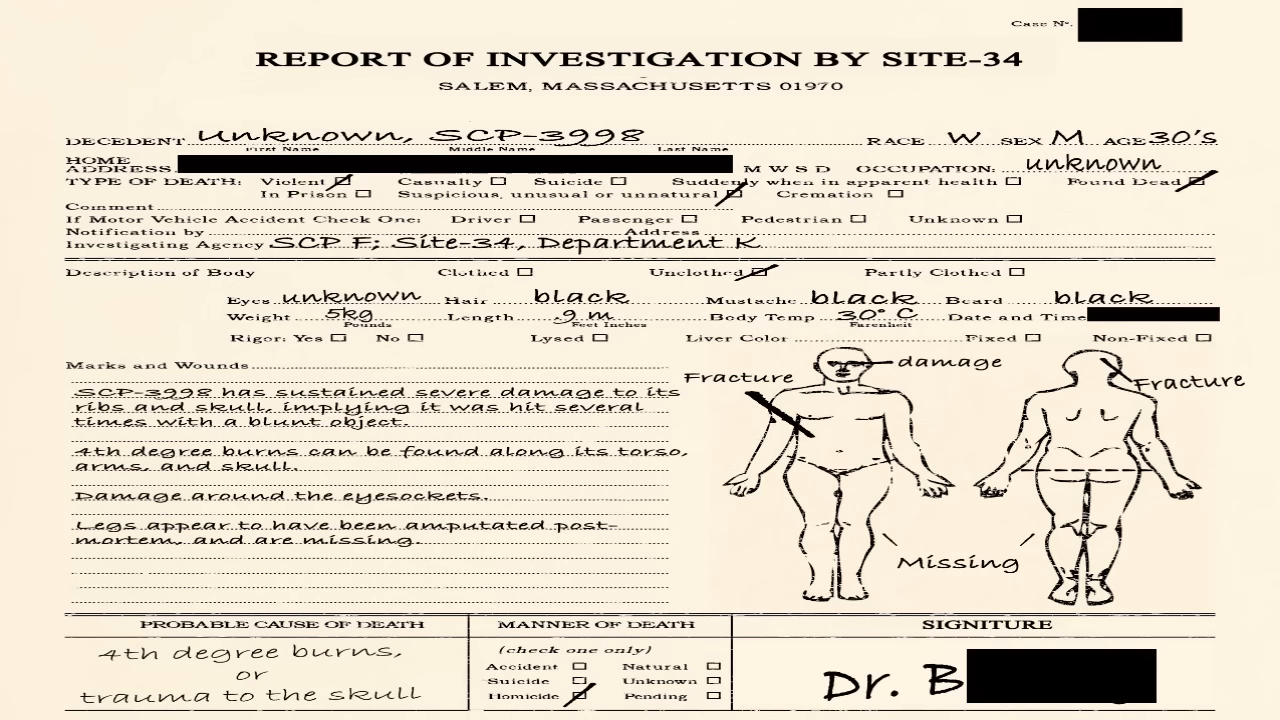 Case Nº.
REPORT OF INVESTIGATION BY SITE-34
SALEM, MASSACHUSETTS 01970
DECEDENT Unknown, SCP-3998 RACE W SEX M AGE 30's
First Name Middle Name Last Name
HOME ADDRESS M W S D OCCUPATION: unknown
TYPE OF DEATH: Violent Casualty Suicide Suddenly when in apparent health Found Dead
In Prison Suspicious, unusual or unnatural Cremation
Comment
If Motor Vehicle Accident Check One: Driver Passenger Pedestrian Unknown
Notification by Address
Investigating Agency SCP F; Site-34, Department K
Description of Body Clothed Unclothed Partly Clothed
Eyes unknown Hair black Mustache black Beard black
Weight 5kg Length .9 m Body Temp 30° C Date and Time
Pounds Feet Inches Farenheit
Rigor: Yes No Lysed Liver Color Fixed Non-Fixed
Marks and Wounds
SCP-3998 has sustained severe damage to its
ribs and skull, implying it was hit several
times with a blunt object.
4th degree burns can be found along its torso,
arms, and skull.
Damage around the eyesockets.
Legs appear to have been amputated post-
mortem, and are missing.
damage
Fracture
Fracture
Missing
PROBABLE CAUSE OF DEATH
4th degree burns,
or
trauma to the skull
MANNER OF DEATH
(check one only)
Accident Natural
Suicide Unknown
Homicide Pending
SIGNATURE
Dr. B